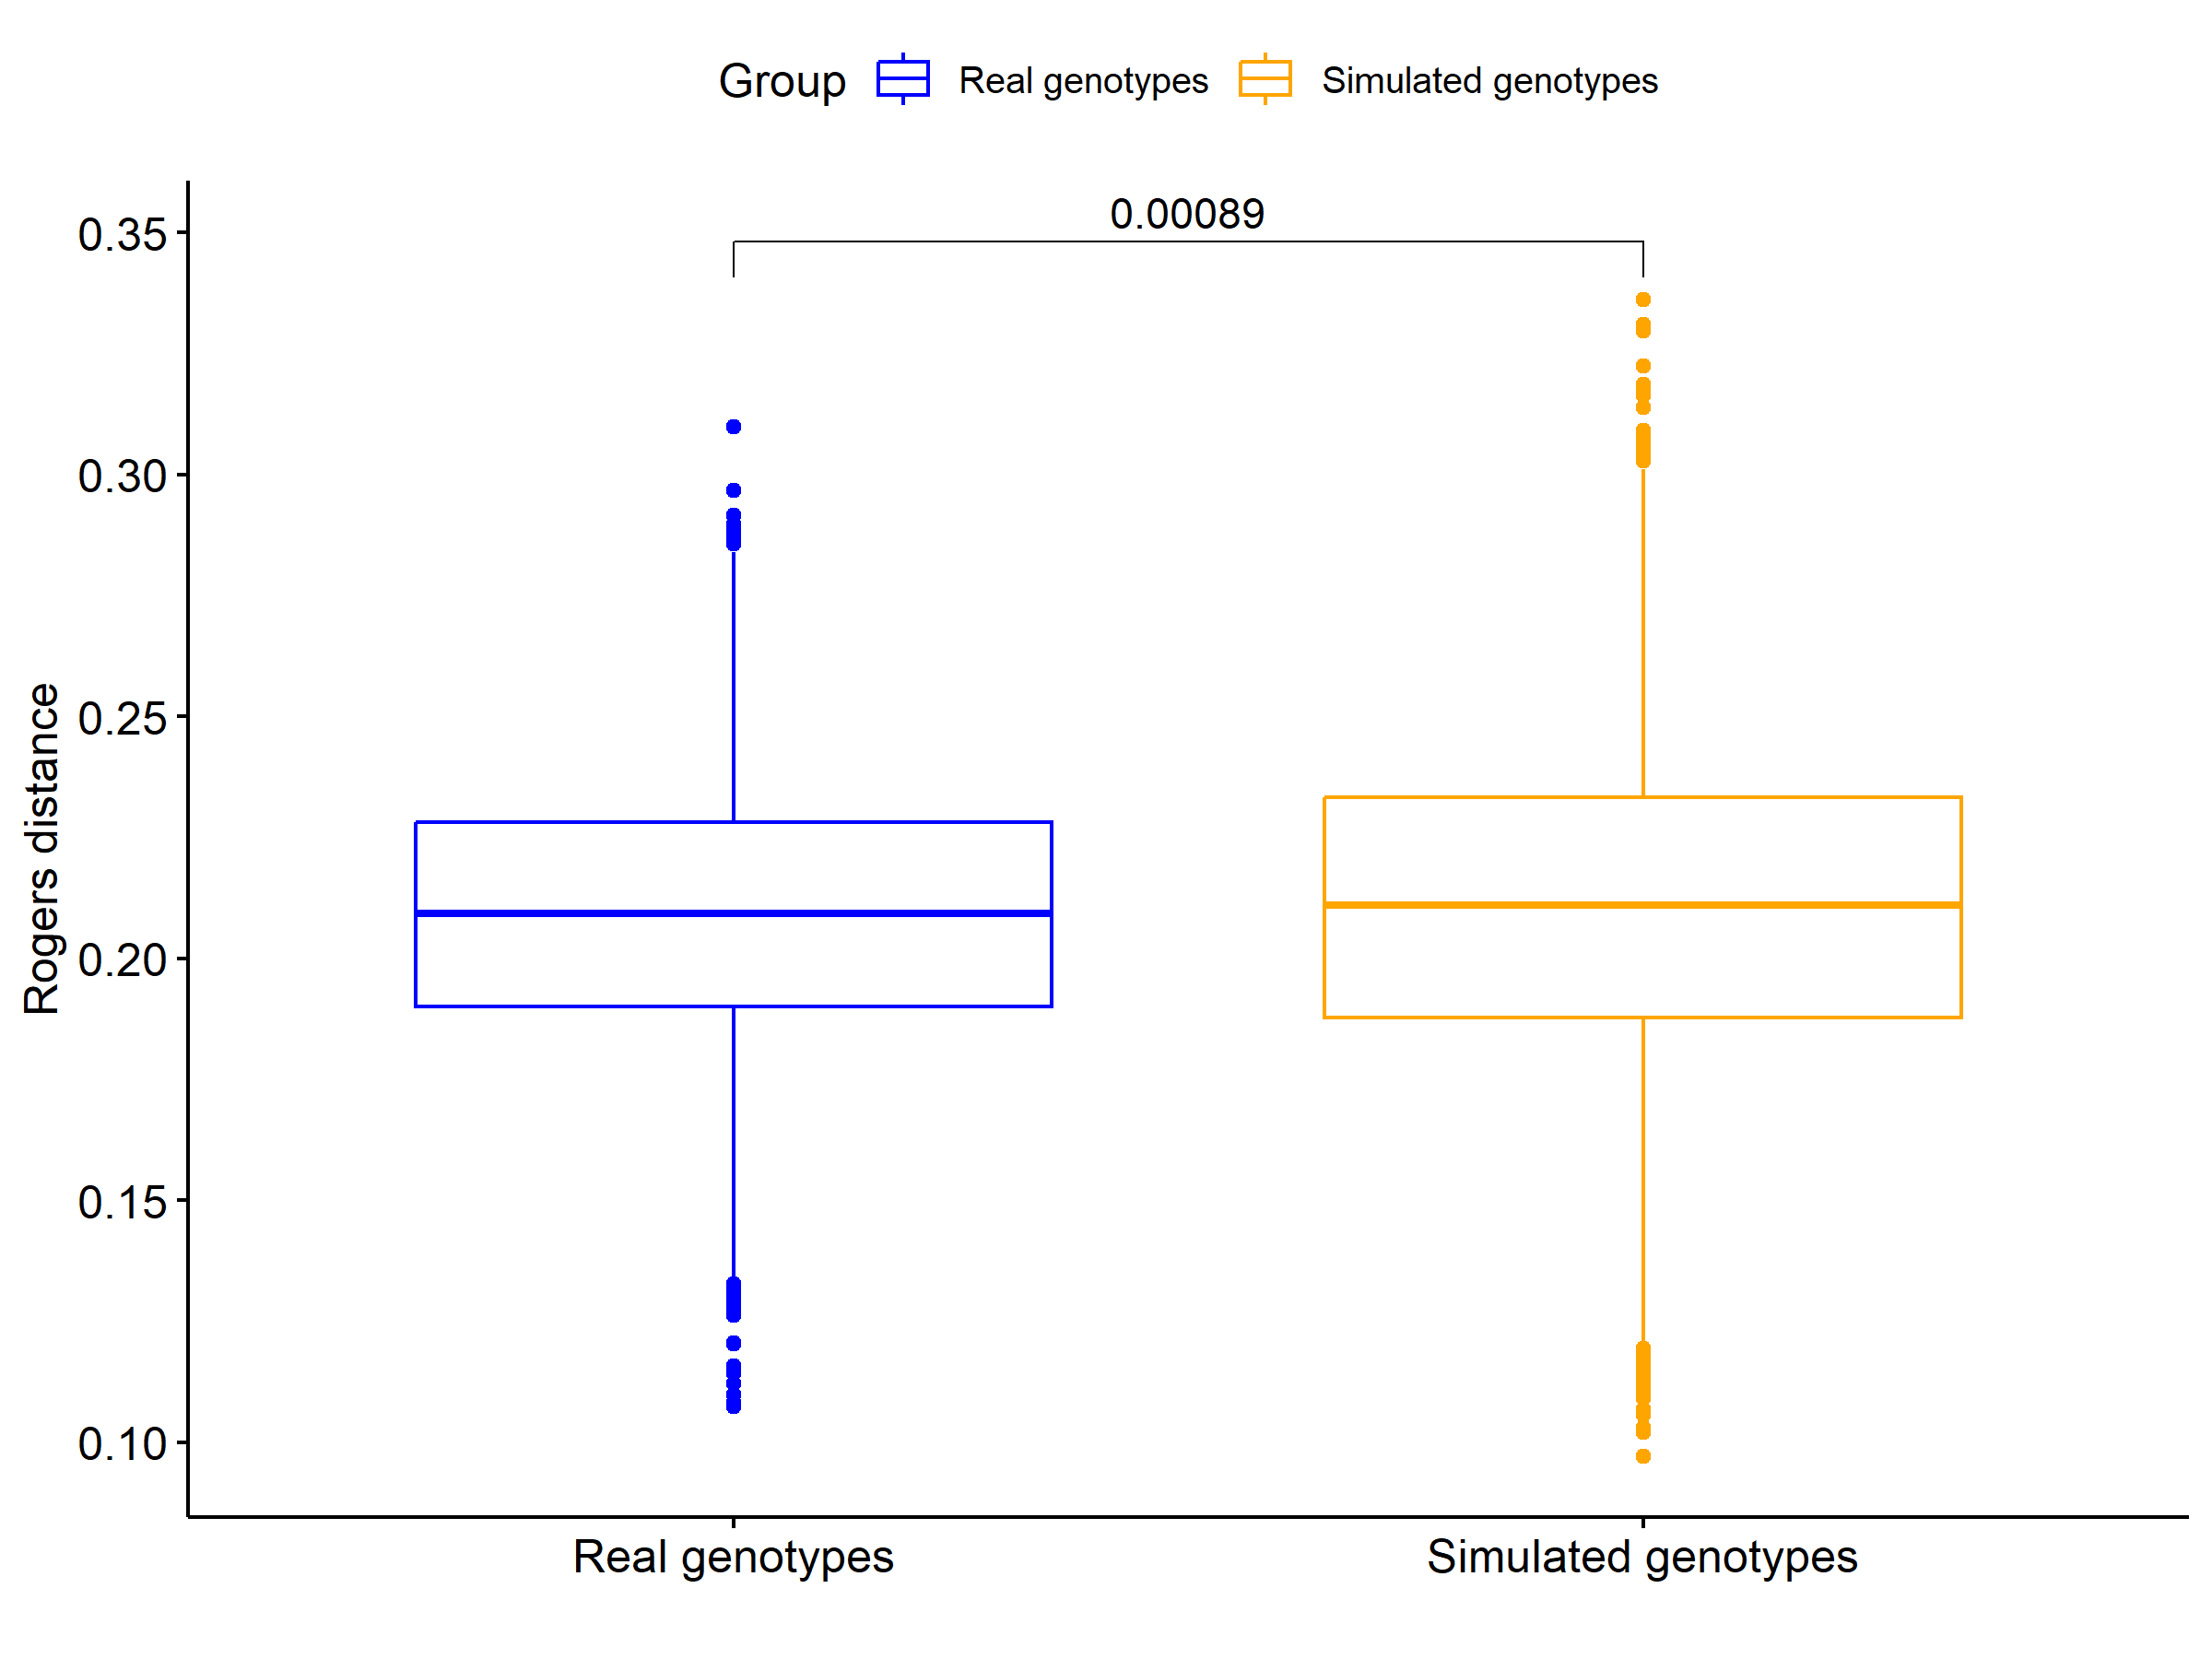 Group Real genotypes Simulated genotypes
0.00089
0.35
0.30
0.25
0.20
0.15
0.10
Rogers distance
Real genotypes Simulated genotypes